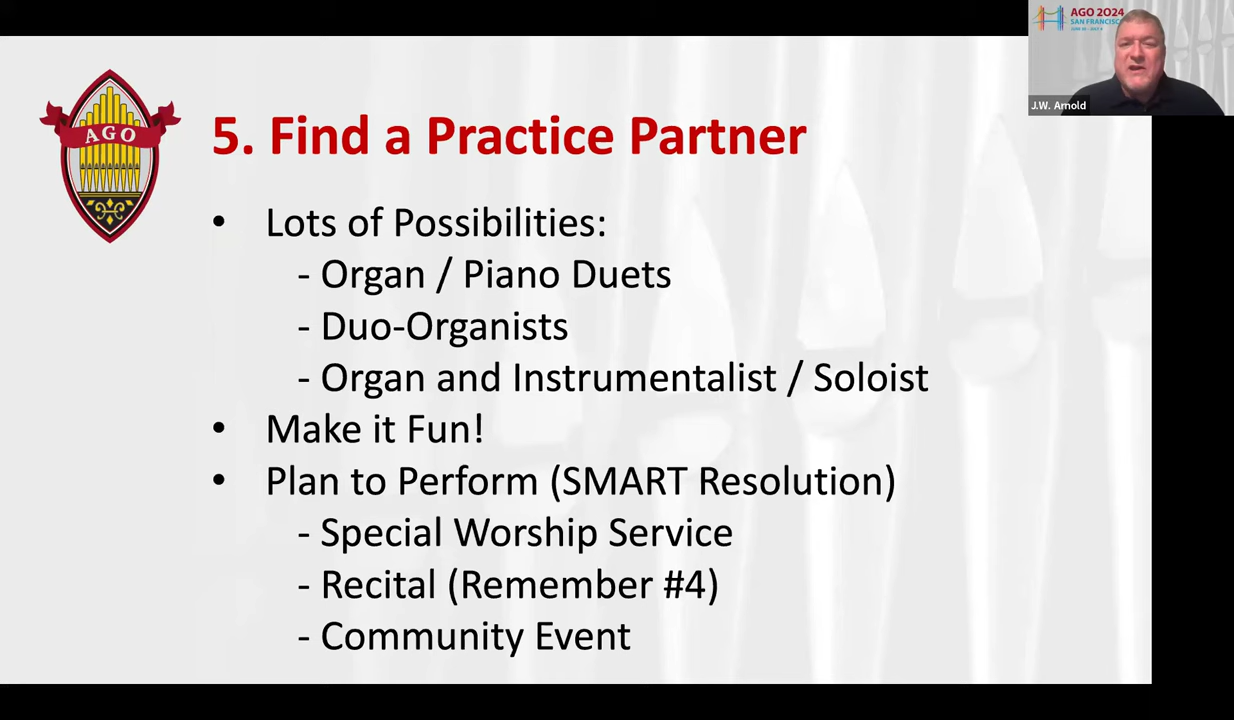 AGO 2024
SAN FRANCISCO
J.W. Arnold
AGO
5. Find a Practice Partner
• Lots of Possibilities:
- Organ / Piano Duets
- Duo-Organists
- Organ and Instrumentalist / Soloist
• Make it Fun!
• Plan to Perform (SMART Resolution)
- Special Worship Service
- Recital (Remember #4)
- Community Event